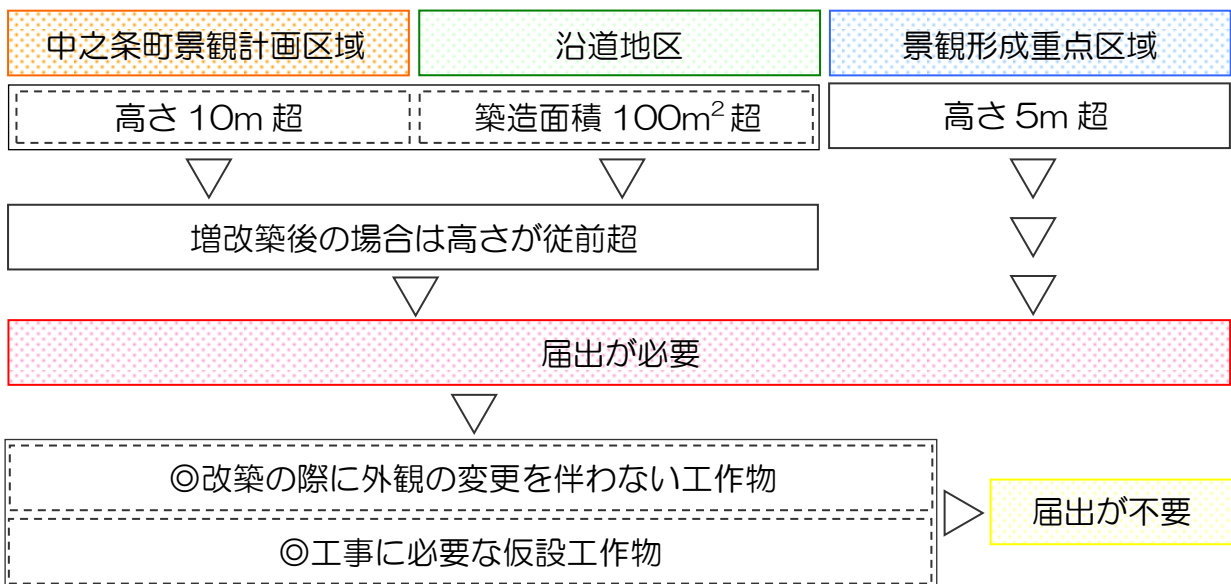 中之条町景観計画区域
沿道地区
景観形成重点区域
高さ 10m 超
築造面積 100m² 超
高さ 5m 超
増改築後の場合は高さが従前超
届出が必要
◎改築の際に外観の変更を伴わない工作物
◎工事に必要な仮設工作物
届出が不要